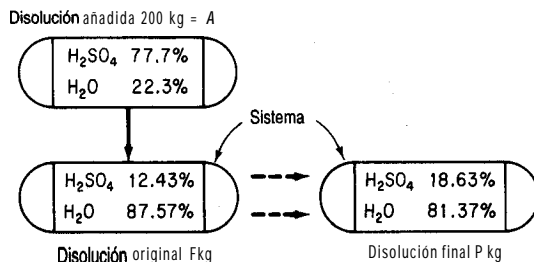 Disolución añadida 200 kg = A
H₂SO₄ 77.7%
H₂O 22.3%
Sistema
H₂SO₄ 12.43%
H₂O 87.57%
H₂SO₄ 18.63%
H₂O 81.37%
Disolución original Fkg
Disolución final P kg